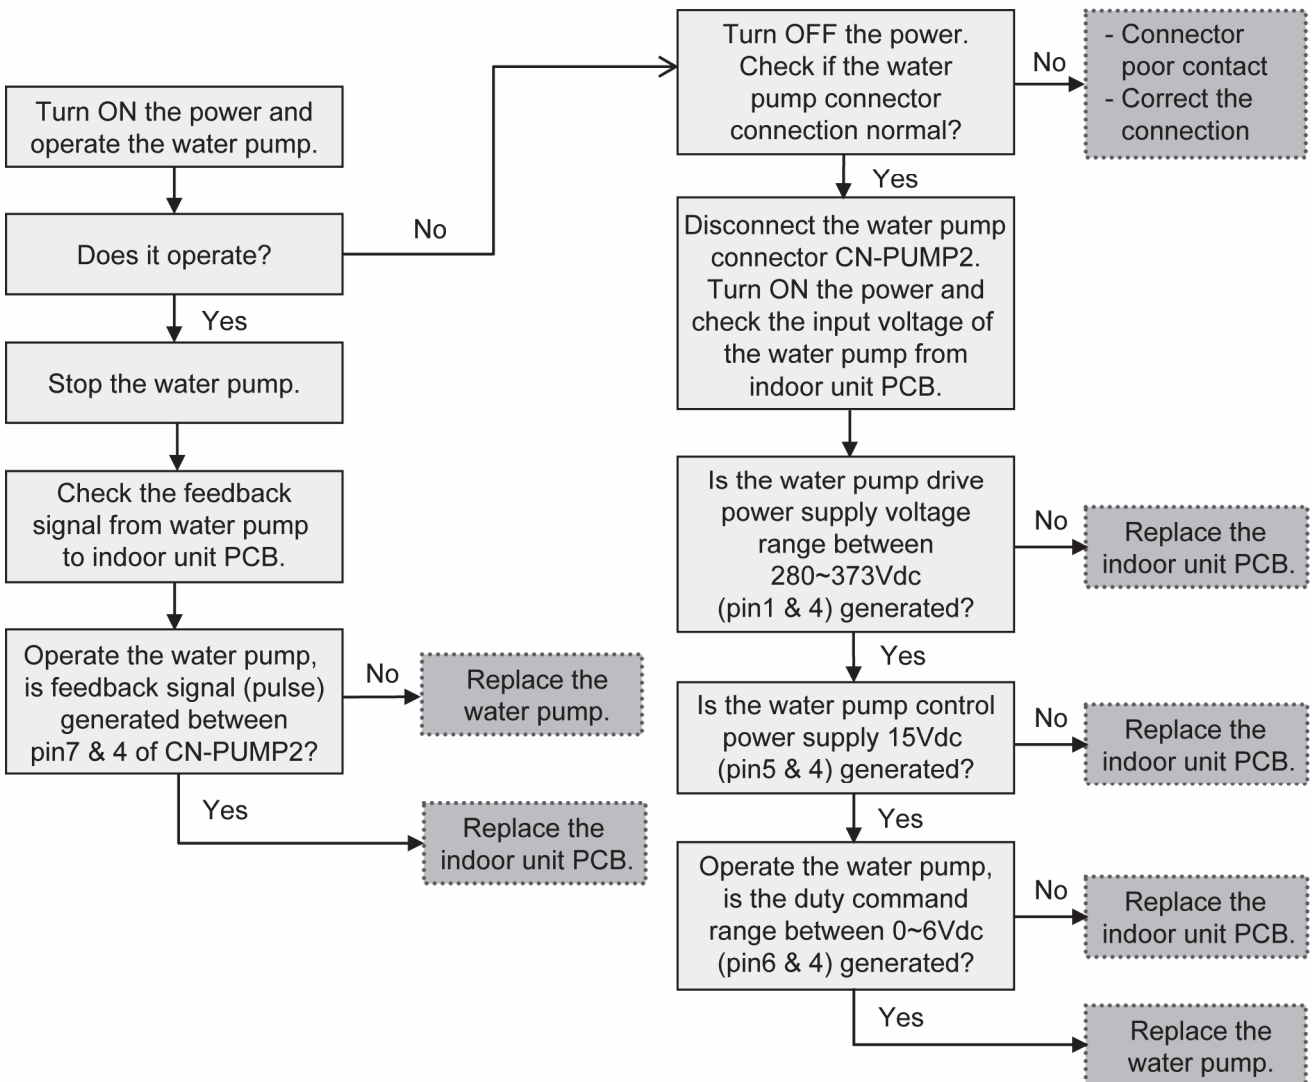 Turn ON the power and
operate the water pump.
Does it operate?
No
Yes
Stop the water pump.
Check the feedback
signal from water pump
to indoor unit PCB.
Operate the water pump,
is feedback signal (pulse)
generated between
pin7 & 4 of CN-PUMP2?
No
Replace the
water pump.
Yes
Replace the
indoor unit PCB.
Turn OFF the power.
Check if the water
pump connector
connection normal?
No
- Connector
poor contact
- Correct the
connection
Yes
Disconnect the water pump
connector CN-PUMP2.
Turn ON the power and
check the input voltage of
the water pump from
indoor unit PCB.
Is the water pump drive
power supply voltage
range between
280~373Vdc
(pin1 & 4) generated?
No
Replace the
indoor unit PCB.
Yes
Is the water pump control
power supply 15Vdc
(pin5 & 4) generated?
No
Replace the
indoor unit PCB.
Yes
Operate the water pump,
is the duty command
range between 0~6Vdc
(pin6 & 4) generated?
No
Replace the
indoor unit PCB.
Yes
Replace the
water pump.